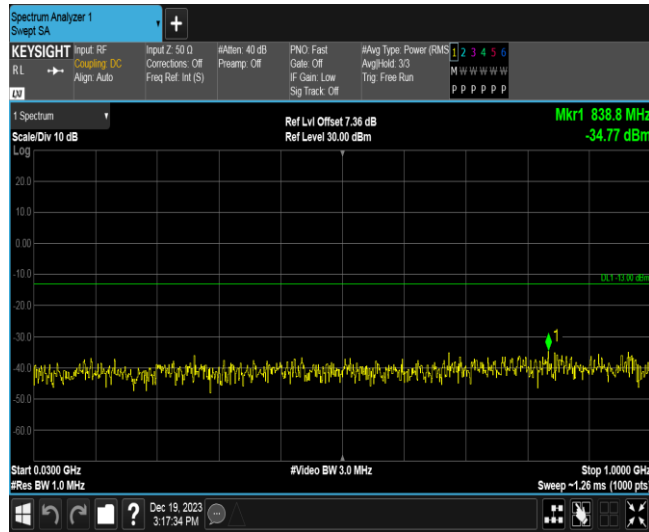 Spectrum Analyzer 1
Swept SA
+
KEYSIGHT Input: RF Input Z: 50 Ω #Atten: 40 dB PNO: Fast #Avg Type: Power (RMS 1 2 3 4 5 6
RL Coupling: DC Corrections: Off Preamp: Off Gate: Off Avg|Hold: 3/3 M W W W W W
Align: Auto Freq Ref: Int (S) IF Gain: Low Trig: Free Run
Sig Track: Off P P P P P P
LXI
1 Spectrum Ref Lvl Offset 7.36 dB Mkr1 838.8 MHz
Scale/Div 10 dB Ref Level 30.00 dBm -34.77 dBm
Log
20.0
10.0
0.00
-10.0
DL1 -13.00 dBm
-20.0
-30.0
1
-40.0
-50.0
-60.0
Start 0.0300 GHz #Video BW 3.0 MHz Stop 1.0000 GHz
#Res BW 1.0 MHz Sweep ~1.26 ms (1000 pts)
? Dec 19, 2023
3:17:34 PM